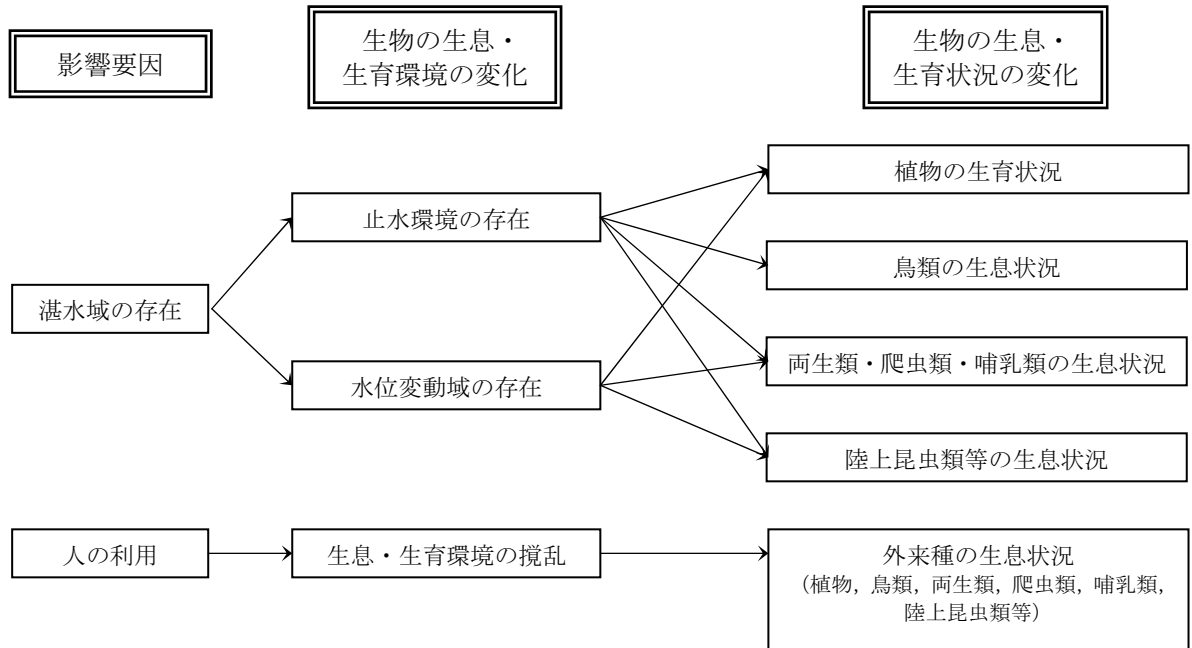 影響要因
生物の生息・
生育環境の変化
生物の生息・
生育状況の変化
湛水域の存在
止水環境の存在
水位変動域の存在
植物の生育状況
鳥類の生息状況
両生類・爬虫類・哺乳類の生息状況
陸上昆虫類等の生息状況
人の利用
生息・生育環境の撹乱
外来種の生息状況
（植物, 鳥類, 両生類, 爬虫類, 哺乳類,
陸上昆虫類等）